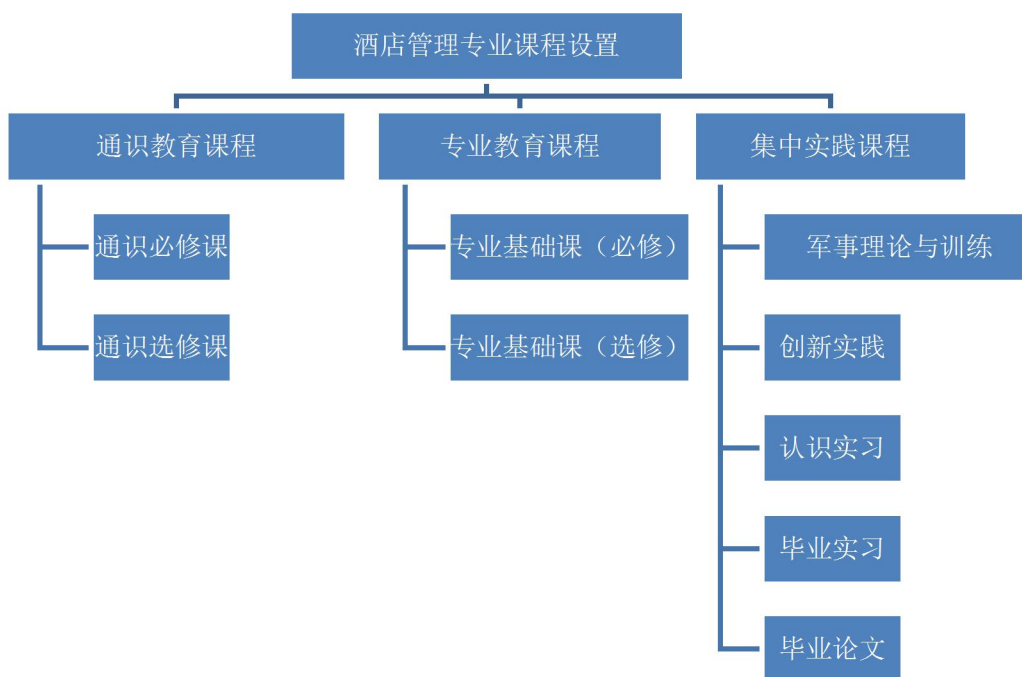 酒店管理专业课程设置
通识教育课程
专业教育课程
集中实践课程
通识必修课
专业基础课（必修）
军事理论与训练
通识选修课
专业基础课（选修）
创新实践
认识实习
毕业实习
毕业论文